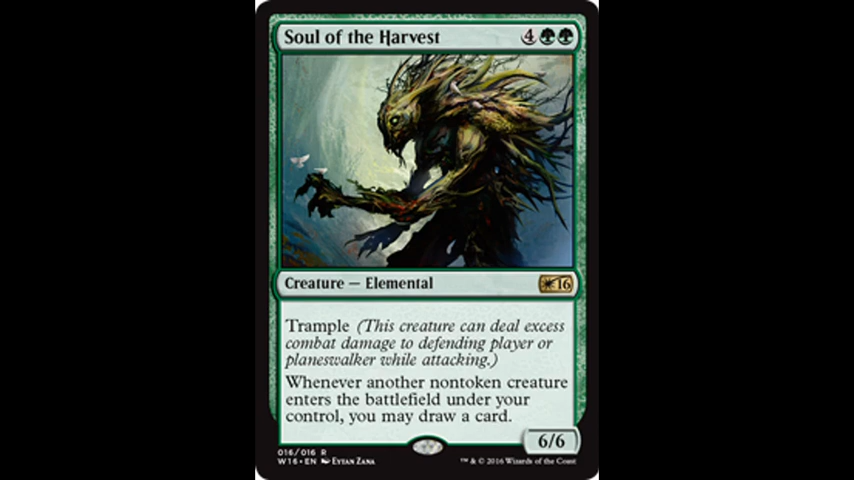 Soul of the Harvest 4
Creature — Elemental
16
Trample (This creature can deal excess
combat damage to defending player or
planeswalker while attacking.)
Whenever another nontoken creature
enters the battlefield under your
control, you may draw a card.
6/6
016/016 R
W16 • EN Eytan Zana
™ & © 2016 Wizards of the Coast